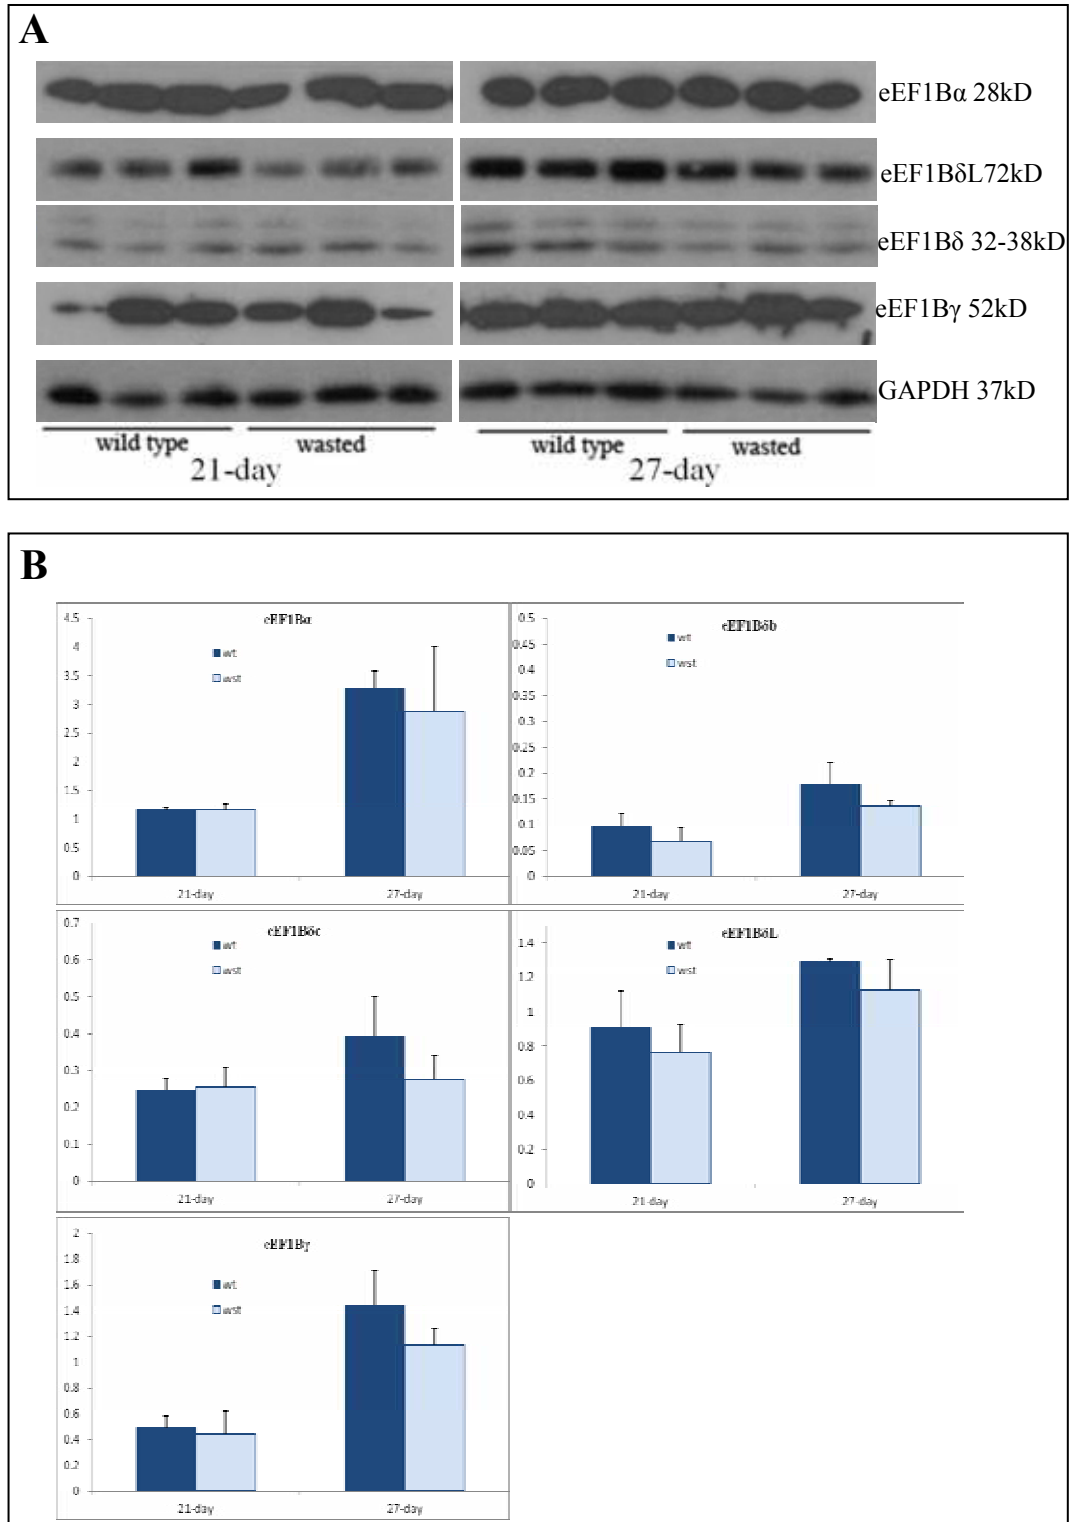 A
eEF1Bα 28kD
eEF1BδL72kD
eEF1Bδ 32-38kD
eEF1Bγ 52kD
GAPDH 37kD
wild type wasted wild type wasted
21-day 27-day
B
eEF1Bα
4.5
4
3.5
3
2.5
2
1.5
1
0.5
0
wt
wst
21-day 27-day
eEF1Bδb
0.5
0.45
0.4
0.35
0.3
0.25
0.2
0.15
0.1
0.05
0
wt
wst
21-day 27-day
eEF1Bδc
0.7
0.6
0.5
0.4
0.3
0.2
0.1
0
wt
wst
21-day 27-day
eEF1BδL
1.4
1.2
1
0.8
0.6
0.4
0.2
0
wt
wst
21-day 27-day
eEF1Bγ
2
1.8
1.6
1.4
1.2
1
0.8
0.6
0.4
0.2
0
wt
wst
21-day 27-day